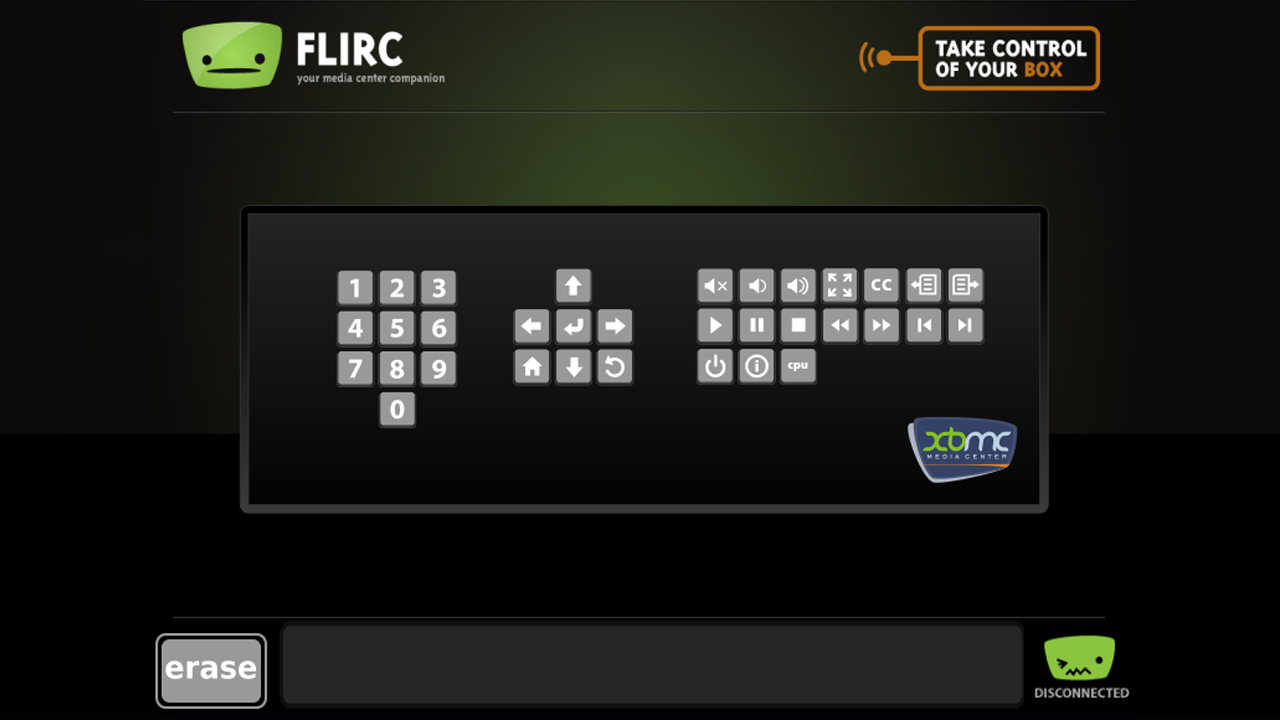 FLIRC
your media center companion
TAKE CONTROL
OF YOUR BOX
1 2 3
4 5 6
7 8 9
0
CC
cpu
xbmc
MEDIA CENTER
erase
DISCONNECTED